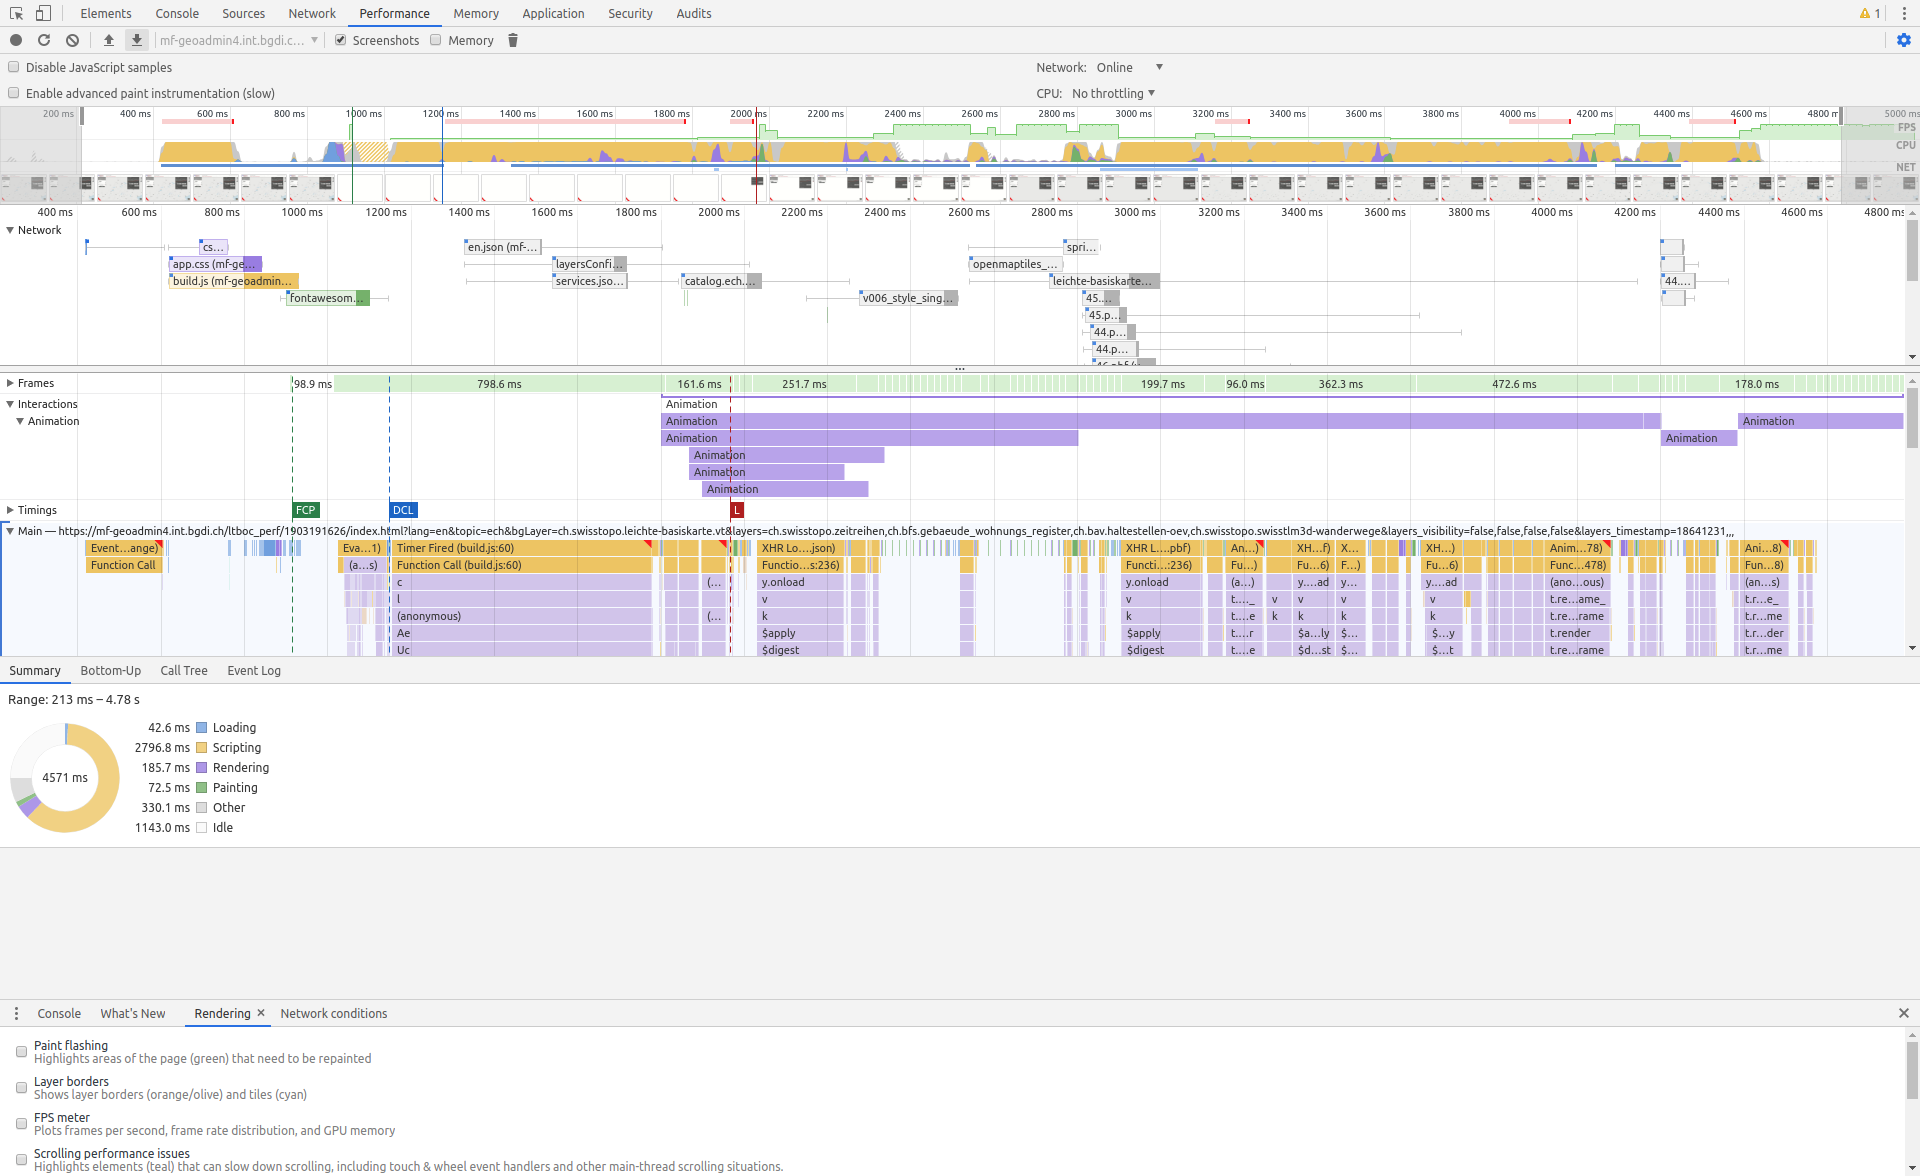 Elements Console Sources Network Performance Memory Application Security Audits 1
mf-geoadmin4.int.bgdi.c... Screenshots Memory
Disable JavaScript samples Network: Online
Enable advanced paint instrumentation (slow) CPU: No throttling
200 ms 400 ms 600 ms 800 ms 1000 ms 1200 ms 1400 ms 1600 ms 1800 ms 2000 ms 2200 ms 2400 ms 2600 ms 2800 ms 3000 ms 3200 ms 3400 ms 3600 ms 3800 ms 4000 ms 4200 ms 4400 ms 4600 ms 4800 m 5000 ms
FPS
CPU
NET
400 ms 600 ms 800 ms 1000 ms 1200 ms 1400 ms 1600 ms 1800 ms 2000 ms 2200 ms 2400 ms 2600 ms 2800 ms 3000 ms 3200 ms 3400 ms 3600 ms 3800 ms 4000 ms 4200 ms 4400 ms 4600 ms 4800 ms
Network
cs... en.json (mf-... spri...
app.css (mf-ge... layersConfi... openmaptiles_...
build.js (mf-geoadmin... services.jso... catalog.ech.... leichte-basiskarte... 44....
fontawesom... v006_style_sing... 45....
45.p...
44.p...
44.p...
Frames 98.9 ms 798.6 ms 161.6 ms 251.7 ms 199.7 ms 96.0 ms 362.3 ms 472.6 ms 178.0 ms
Interactions Animation
Animation Animation Animation
Animation Animation
Animation
Animation
Animation
Timings FCP DCL L
Main — https://mf-geoadmin4.int.bgdi.ch/ltboc_perf/1903191626/index.html?lang=en&topic=ech&bgLayer=ch.swisstopo.leichte-basiskarte.vt&layers=ch.swisstopo.zeitreihen,ch.bfs.gebaeude_wohnungs_register,ch.bav.haltestellen-oev,ch.swisstopo.swisstlm3d-wanderwege&layers_visibility=false,false,false,false&layers_timestamp=18641231,,,
Event...ange) Eva...1) Timer Fired (build.js:60) XHR Lo....json) XHR L....pbf) An...) XH...f) X... XH...) Anim...78) Ani...8)
Function Call (a...s) Function Call (build.js:60) Functio...s:236) Functi...:236) Fu...) Fu...6) F...) Fu...6) Func...478) Fun...8)
c (... y.onload y.onload (a...) y....ad y... y....ad (ano...ous) (an...s)
l v v t...._ v v v v t.re...ame_ t.r...e_
(anonymous) (... k k t....e k k k k t.re...rame t.r...me
Ae $apply $apply t....r $a...ly $... $...y t.render t.r...der
Uc $digest $digest t....e $d...st $... $...t t.re...rame t.r...me
Summary Bottom-Up Call Tree Event Log
Range: 213 ms – 4.78 s
4571 ms
42.6 ms Loading
2796.8 ms Scripting
185.7 ms Rendering
72.5 ms Painting
330.1 ms Other
1143.0 ms Idle
Console What's New Rendering Network conditions
Paint flashing
Highlights areas of the page (green) that need to be repainted
Layer borders
Shows layer borders (orange/olive) and tiles (cyan)
FPS meter
Plots frames per second, frame rate distribution, and GPU memory
Scrolling performance issues
Highlights elements (teal) that can slow down scrolling, including touch & wheel event handlers and other main-thread scrolling situations.